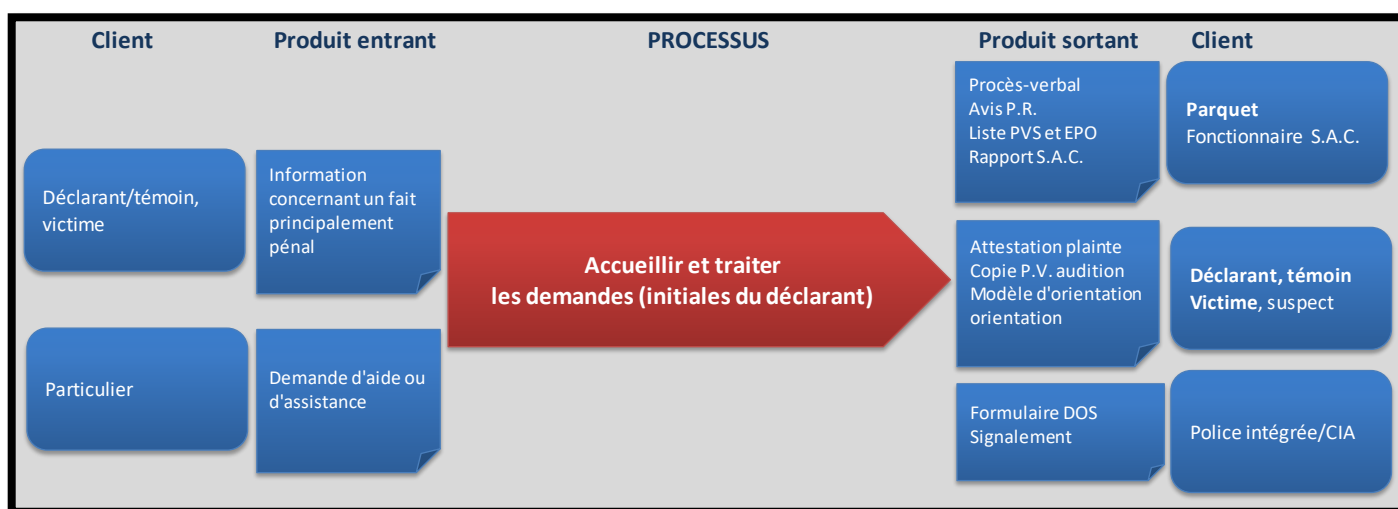 Client
Produit entrant
PROCESSUS
Produit sortant
Client
Déclarant/témoin,
victime
Information
concernant un fait
principalement
pénal
Particulier
Demande d'aide ou
d'assistance
Accueillir et traiter
les demandes (initiales du déclarant)
Procès-verbal
Avis P.R.
Liste PVS et EPO
Rapport S.A.C.
Parquet
Fonctionnaire S.A.C.
Attestation plainte
Copie P.V. audition
Modèle d'orientation
orientation
Déclarant, témoin
Victime, suspect
Formulaire DOS
Signalement
Police intégrée/CIA